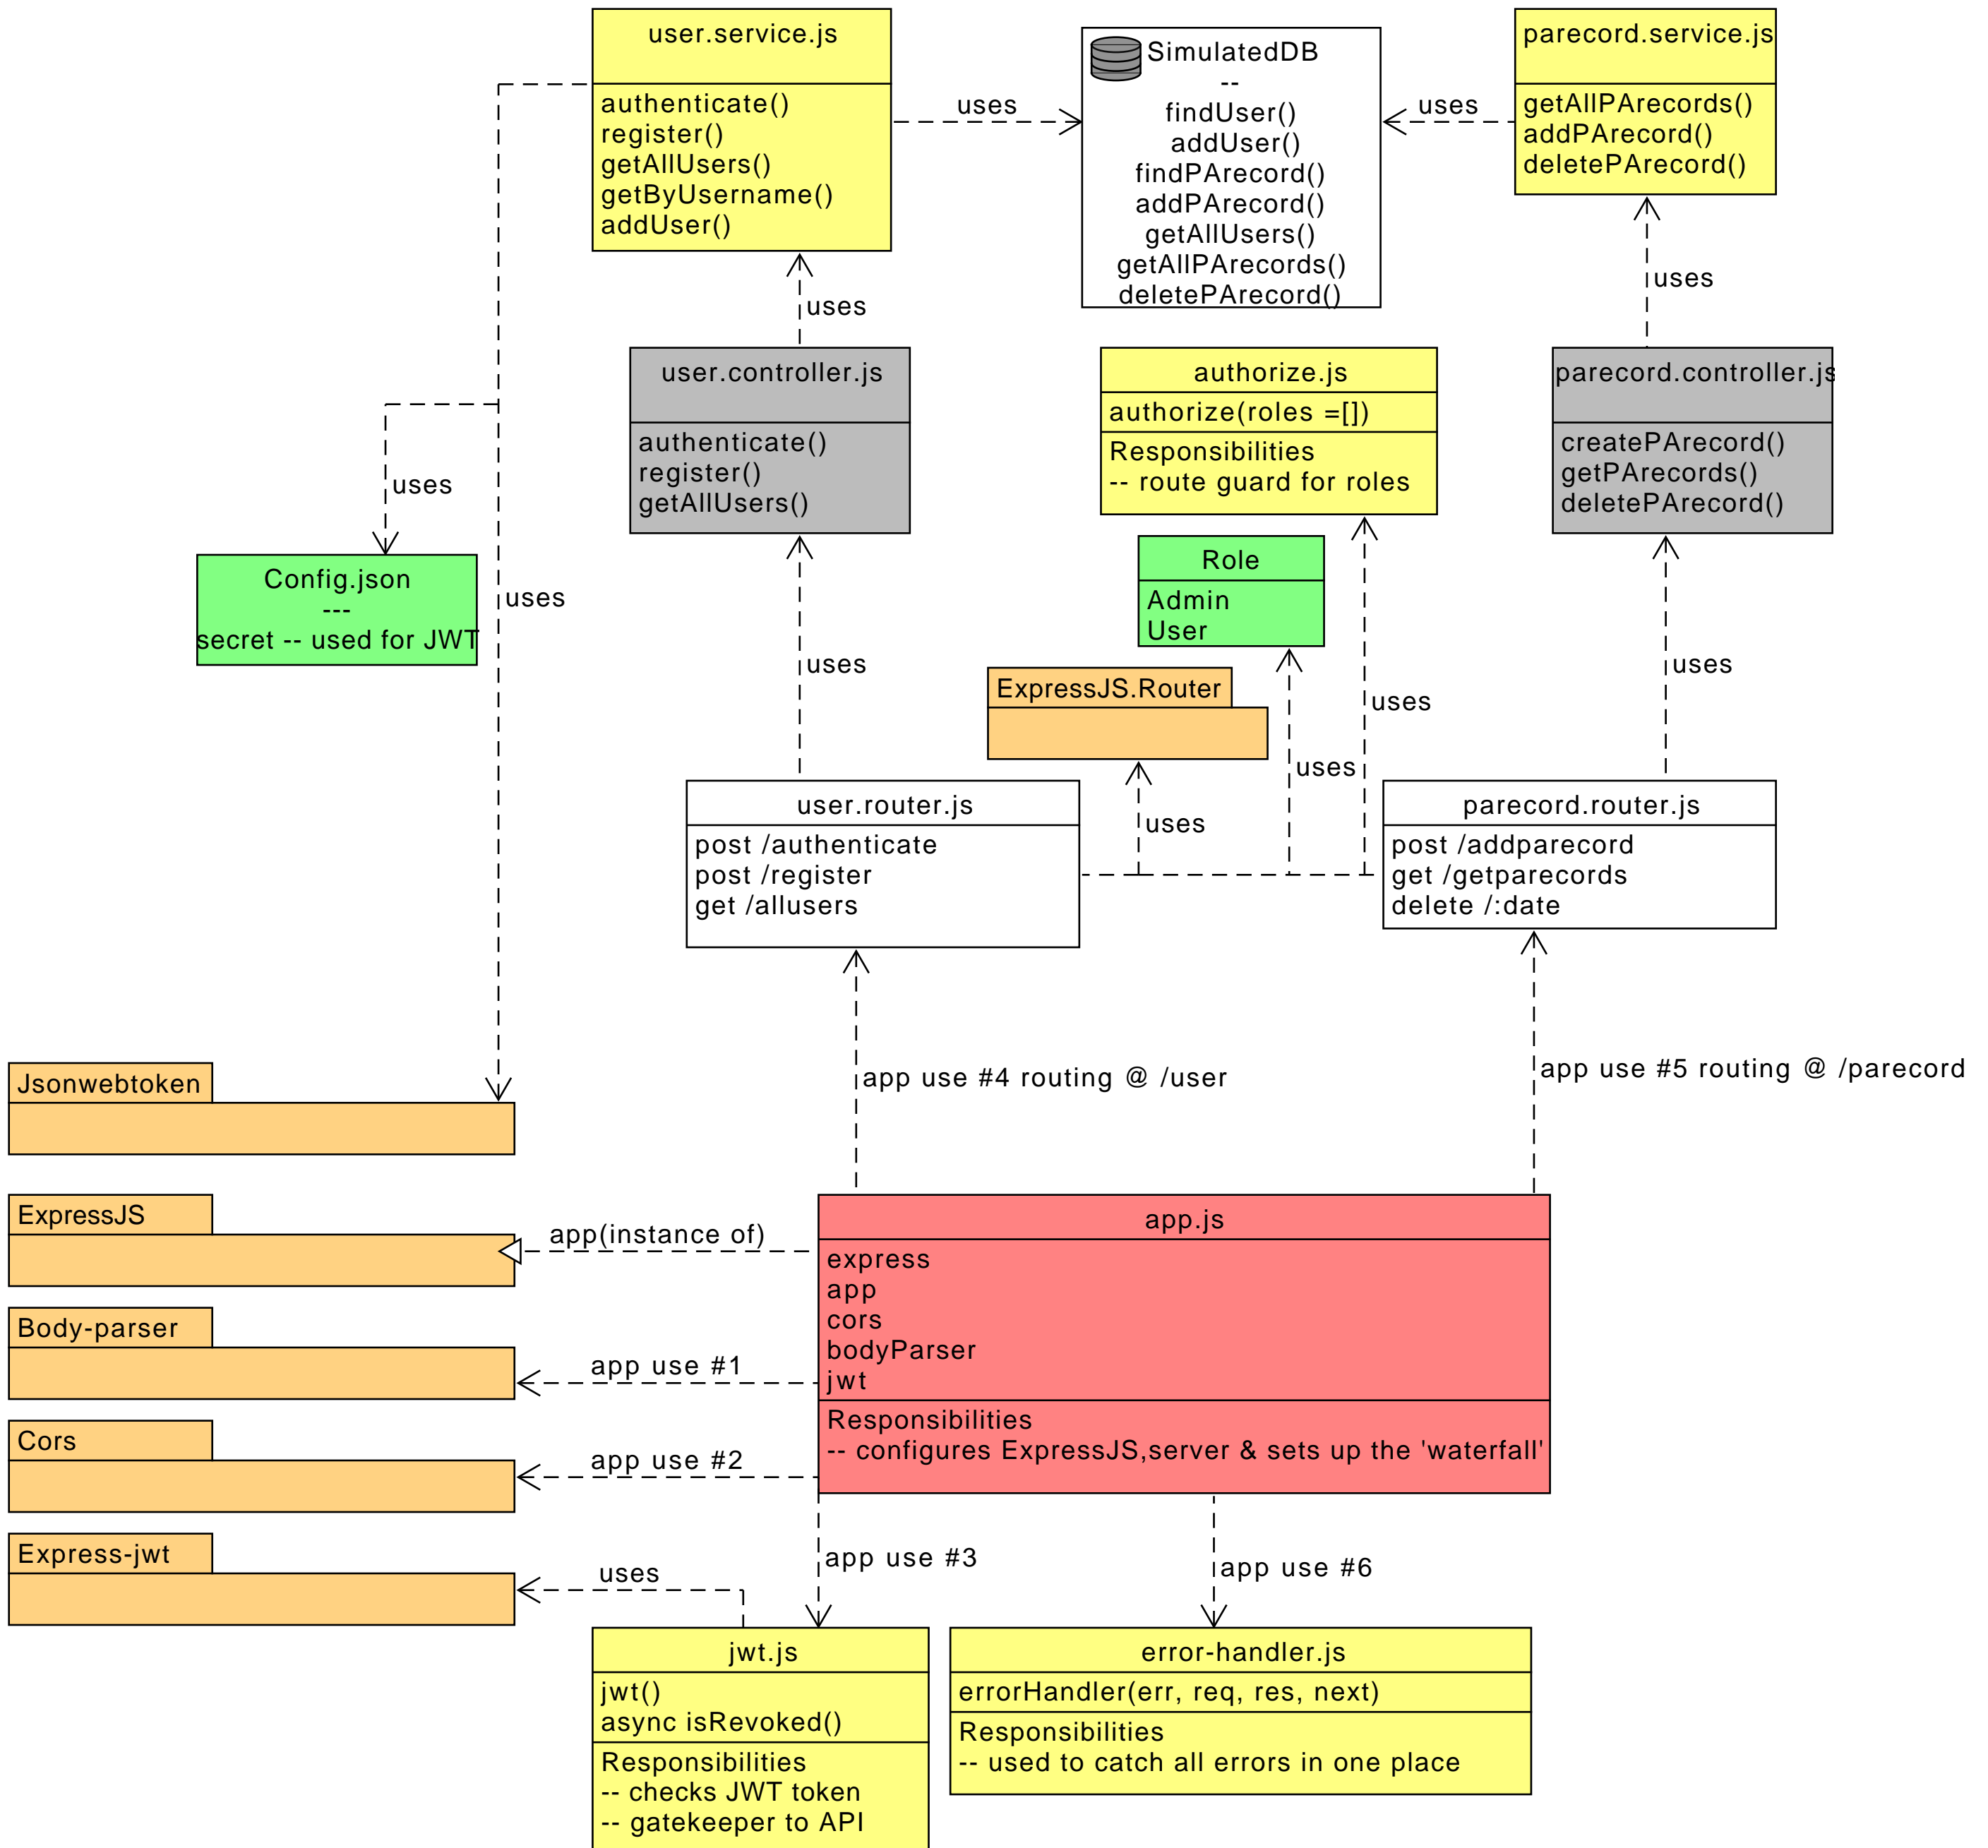 user.service.js
authenticate()
register()
getAllUsers()
getByUsername()
addUser()
uses
SimulatedDB
--
findUser()
addUser()
findPArecord()
addPArecord()
getAllUsers()
getAllPArecords()
deletePArecord()
uses
parecord.service.js
getAllPArecords()
addPArecord()
deletePArecord()
uses
uses
user.controller.js
authenticate()
register()
getAllUsers()
authorize.js
authorize(roles =[])
Responsibilities
-- route guard for roles
parecord.controller.js
createPArecord()
getPArecords()
deletePArecord()
uses
Config.json
---
secret -- used for JWT
uses
Role
Admin
User
uses
uses
ExpressJS.Router
uses
uses
uses
user.router.js
post /authenticate
post /register
get /allusers
parecord.router.js
post /addparecord
get /getparecords
delete /:date
app use #4 routing @ /user
app use #5 routing @ /parecord
Jsonwebtoken
ExpressJS
app(instance of)
app.js
express
app
cors
bodyParser
jwt
Responsibilities
-- configures ExpressJS,server & sets up the 'waterfall'
Body-parser
app use #1
Cors
app use #2
Express-jwt
uses
app use #3
app use #6
jwt.js
jwt()
async isRevoked()
Responsibilities
-- checks JWT token
-- gatekeeper to API
error-handler.js
errorHandler(err, req, res, next)
Responsibilities
-- used to catch all errors in one place